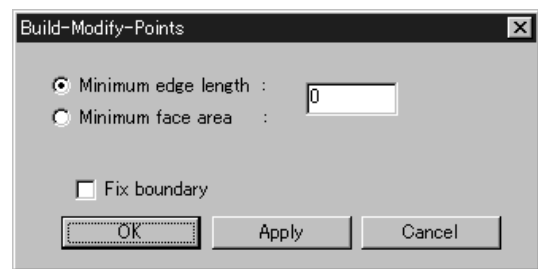 Build-Modify-Points
Minimum edge length :
0
Minimum face area :
Fix boundary
OK Apply Cancel